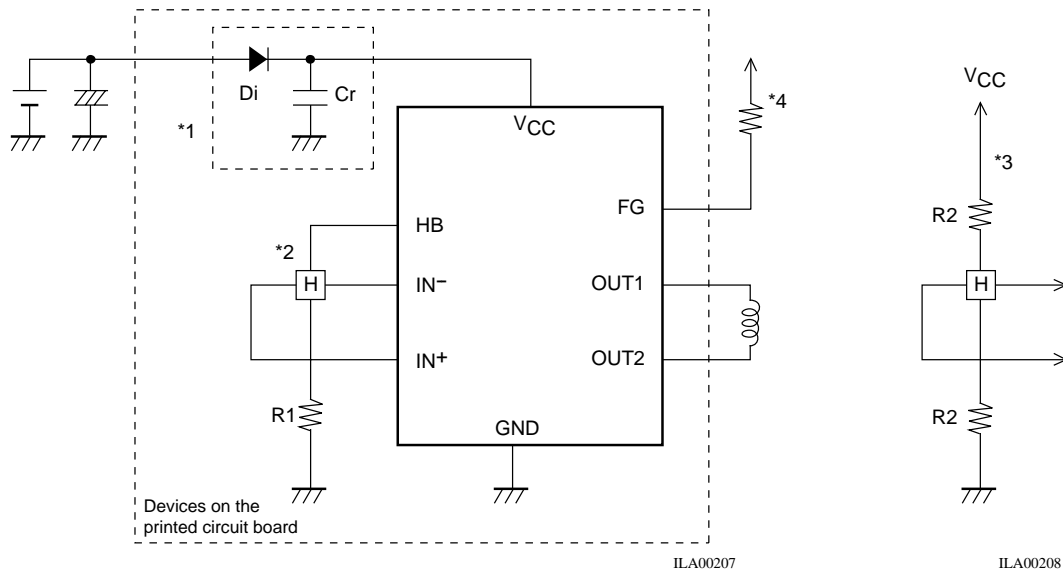 Di
Cr
*1
VCC
*4
FG
HB
*2
H
IN−
OUT1
IN+
OUT2
R1
GND
Devices on the
printed circuit board
ILA00207
VCC
*3
R2
H
R2
ILA00208